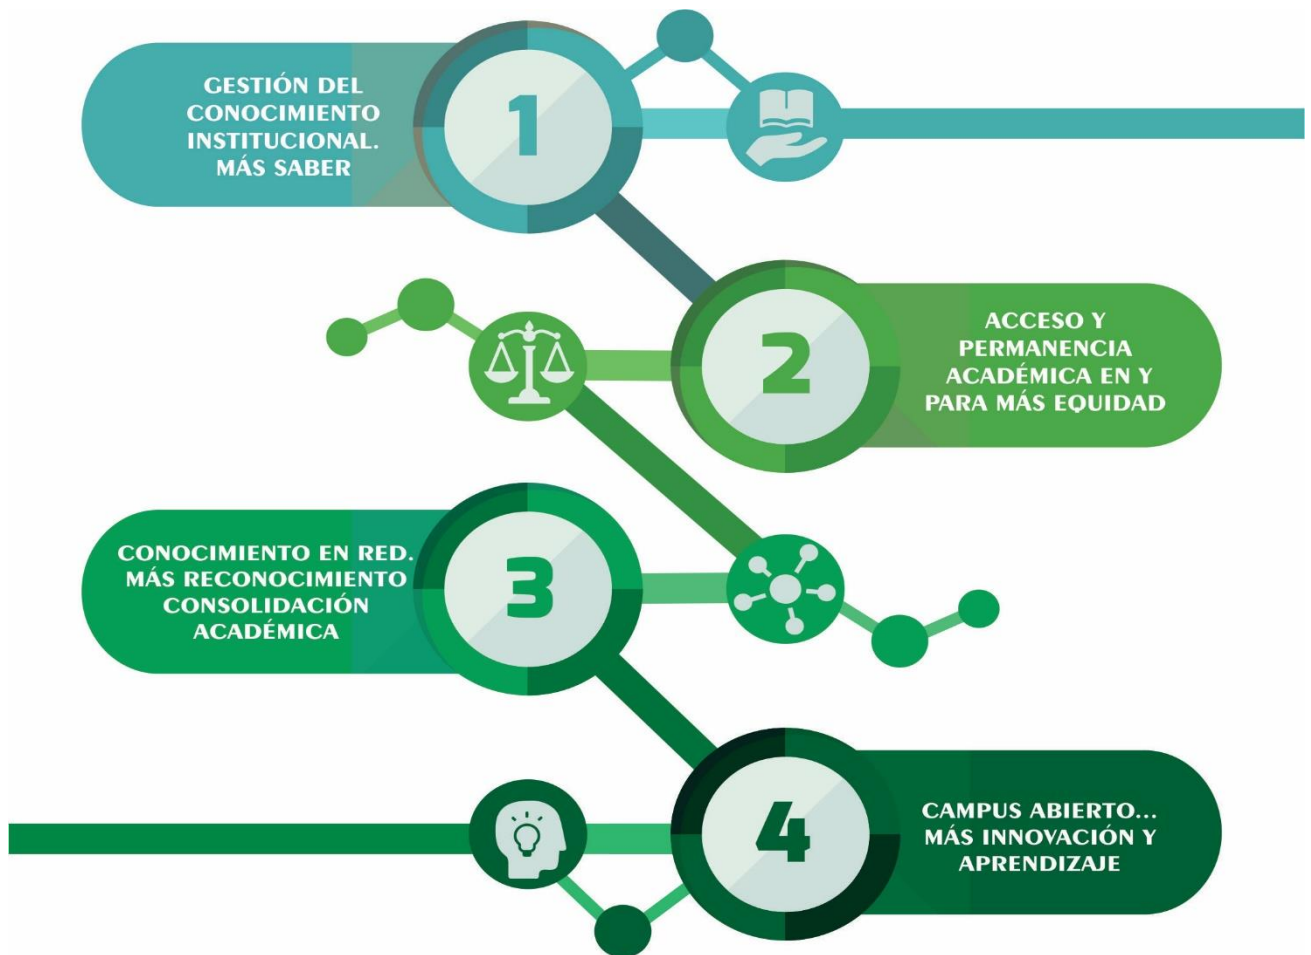 GESTIÓN DEL
CONOCIMIENTO
INSTITUCIONAL.
MÁS SABER
1
2
ACCESO Y
PERMANENCIA
ACADÉMICA EN Y
PARA MÁS EQUIDAD
CONOCIMIENTO EN RED.
MÁS RECONOCIMIENTO
CONSOLIDACIÓN
ACADÉMICA
3
4
CAMPUS ABIERTO...
MÁS INNOVACIÓN Y
APRENDIZAJE